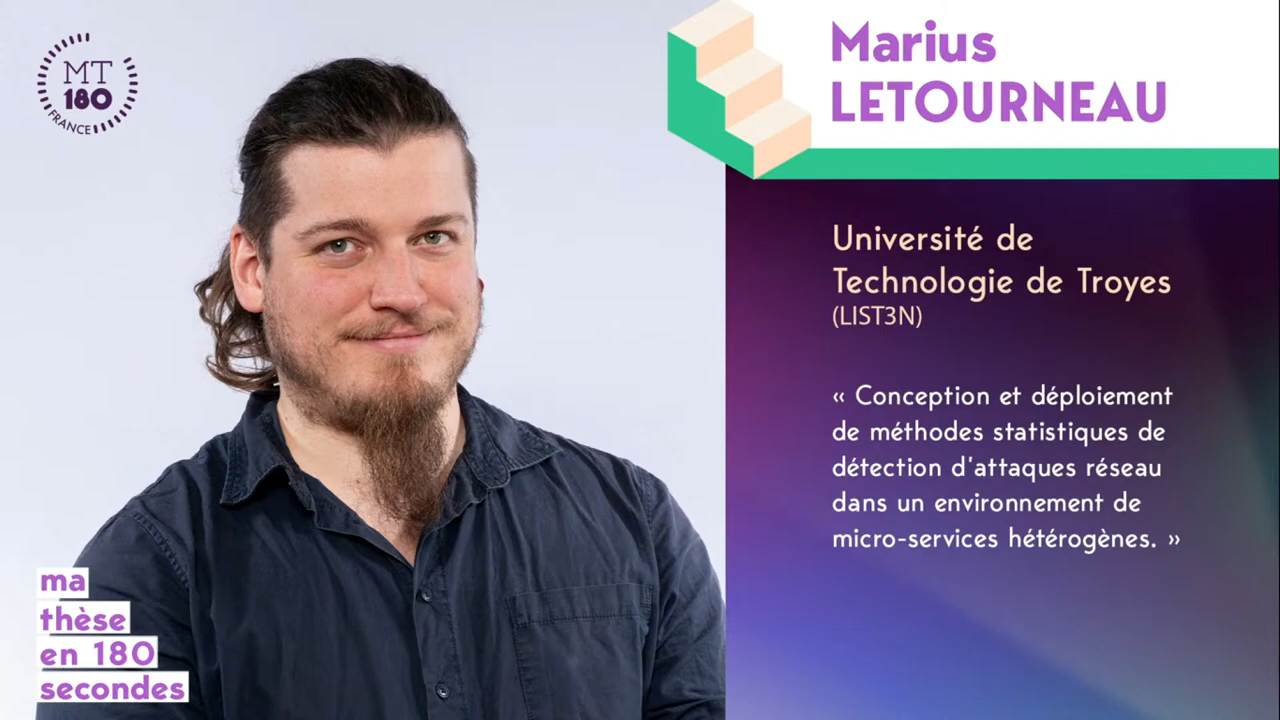 MT
180
FRANCE
Marius
LETOURNEAU
Université de
Technologie de Troyes
(LIST3N)
« Conception et déploiement
de méthodes statistiques de
détection d'attaques réseau
dans un environnement de
micro-services hétérogènes. »
ma
thèse
en 180
secondes